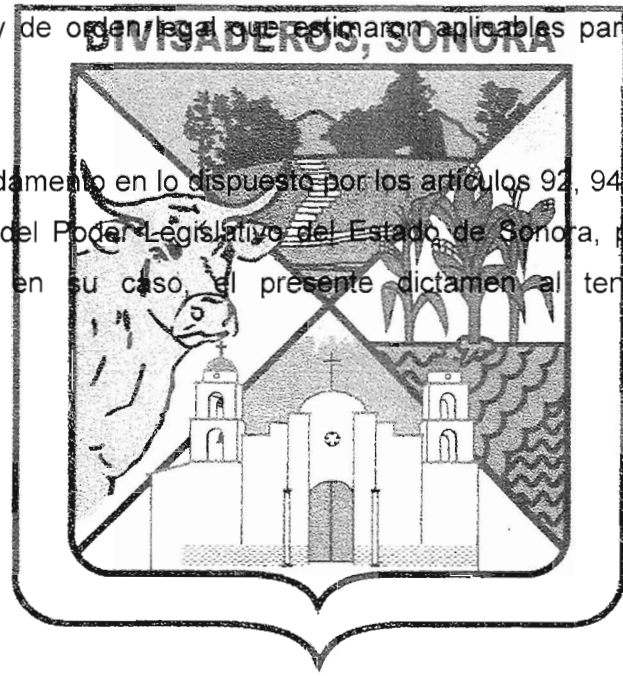 y de orden legal que estimaron aplicables par
DIVISADEROS, SONORA
damento en lo dispuesto por los artículos 92, 94
del Poder Legislativo del Estado de Sonora, p
en su caso, el presente dictamen al ten